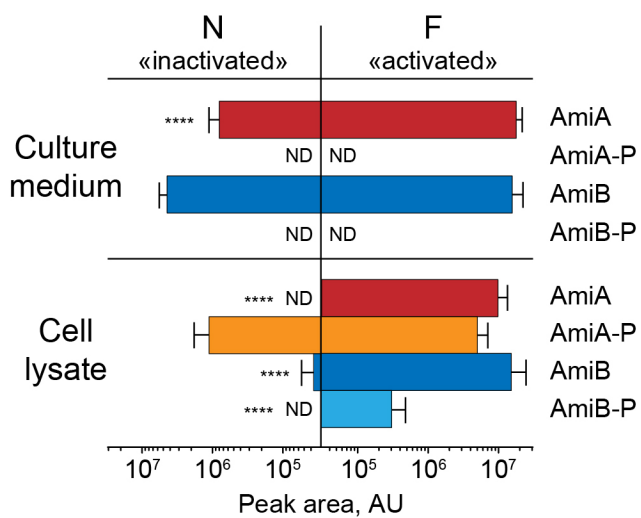 N F
«inactivated» «activated»
Culture medium
**** AmiA
ND ND AmiA-P
AmiB
ND ND AmiB-P
Cell lysate
**** ND AmiA
AmiA-P
**** AmiB
**** ND AmiB-P
10⁷ 10⁶ 10⁵ 10⁵ 10⁶ 10⁷
Peak area, AU